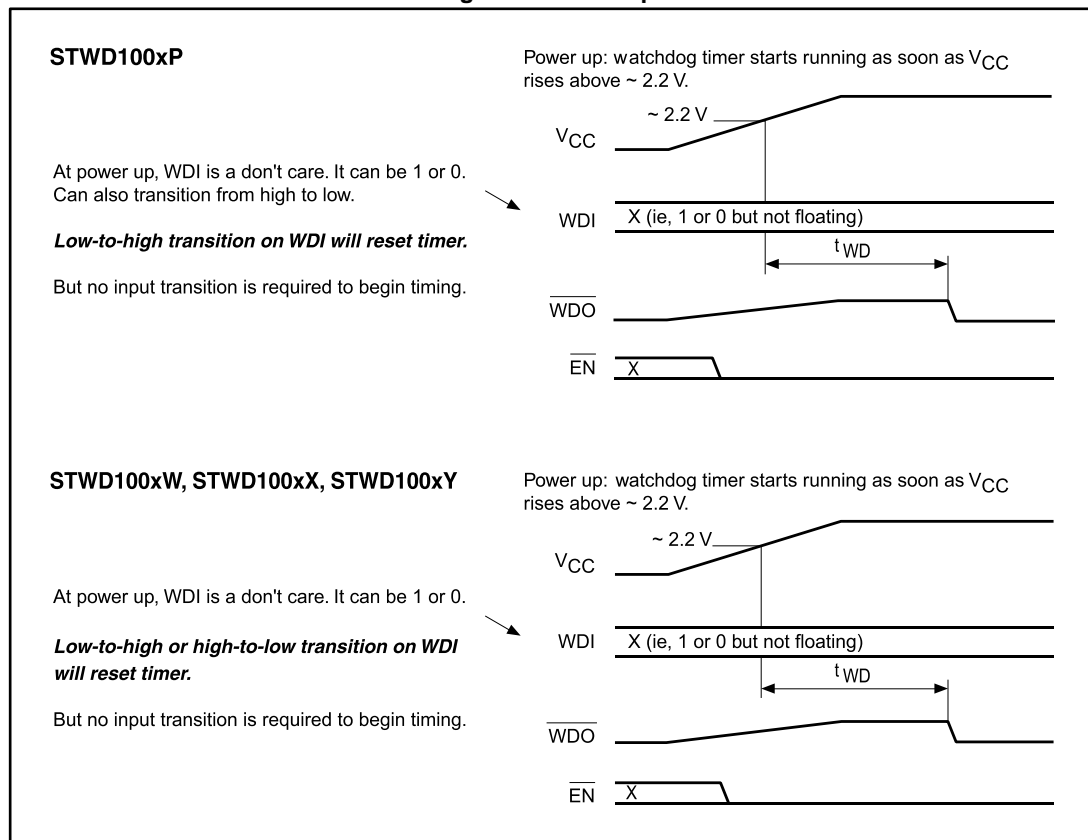 STWD100xP
Power up: watchdog timer starts running as soon as VCC
rises above ~ 2.2 V.
~ 2.2 V
VCC
At power up, WDI is a don't care. It can be 1 or 0.
Can also transition from high to low.
WDI X (ie, 1 or 0 but not floating)
Low-to-high transition on WDI will reset timer.
tWD
But no input transition is required to begin timing.
WDO
EN X
STWD100xW, STWD100xX, STWD100xY
Power up: watchdog timer starts running as soon as VCC
rises above ~ 2.2 V.
~ 2.2 V
VCC
At power up, WDI is a don't care. It can be 1 or 0.
WDI X (ie, 1 or 0 but not floating)
Low-to-high or high-to-low transition on WDI
will reset timer.
tWD
But no input transition is required to begin timing.
WDO
EN X